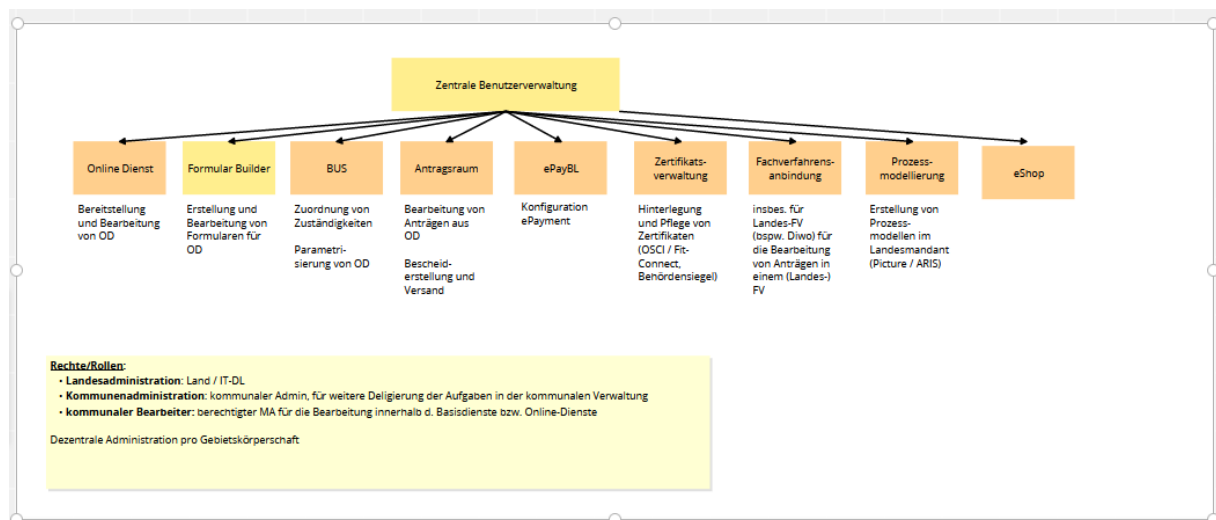 Zentrale Benutzerverwaltung
Online Dienst
Formular Builder
BUS
Antragsraum
ePayBL
Zertifikats-
verwaltung
Fachverfahrens-
anbindung
Prozess-
modellierung
eShop
Bereitstellung
und Bearbeitung
von OD
Erstellung und
Bearbeitung von
Formularen für
OD
Zuordnung von
Zuständigkeiten
Parametri-
sierung von OD
Bearbeitung von
Anträgen aus
OD
Bescheid-
erstellung und
Versand
Konfiguration
ePayment
Hinterlegung
und Pflege von
Zertifikaten
(OSCI / Fit-
Connect,
Behördensiegel)
insbes. für
Landes-FV
(bspw. Diwo) für
die Bearbeitung
von Anträgen in
einem (Landes-)
FV
Erstellung von
Prozess-
modellen im
Landesmandant
(Picture / ARIS)
Rechte/Rollen:
• Landesadministration: Land / IT-DL
• Kommunenadministration: kommunaler Admin, für weitere Deligierung der Aufgaben in der kommunalen Verwaltung
• kommunaler Bearbeiter: berechtigter MA für die Bearbeitung innerhalb d. Basisdienste bzw. Online-Dienste
Dezentrale Administration pro Gebietskörperschaft